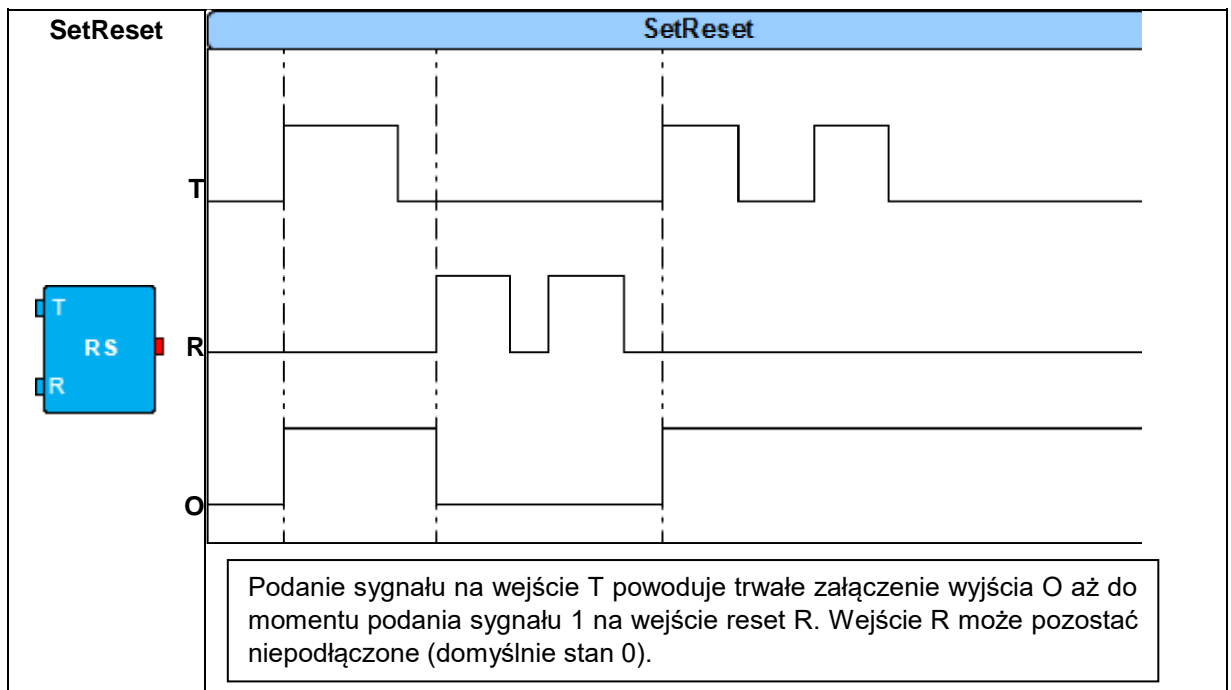 SetReset
SetReset
T
T
RS
R
R
O
Podanie sygnału na wejście T powoduje trwałe załączenie wyjścia O aż do
momentu podania sygnału 1 na wejście reset R. Wejście R może pozostać
niepodłączone (domyślnie stan 0).